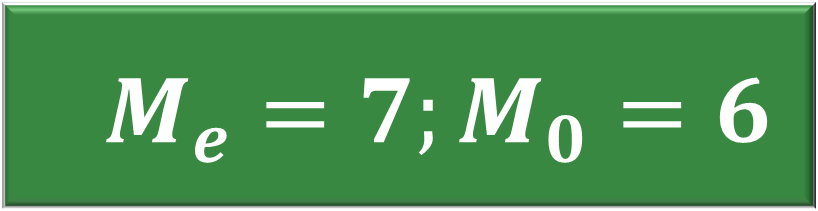 Mₑ = 7; M₀ = 6